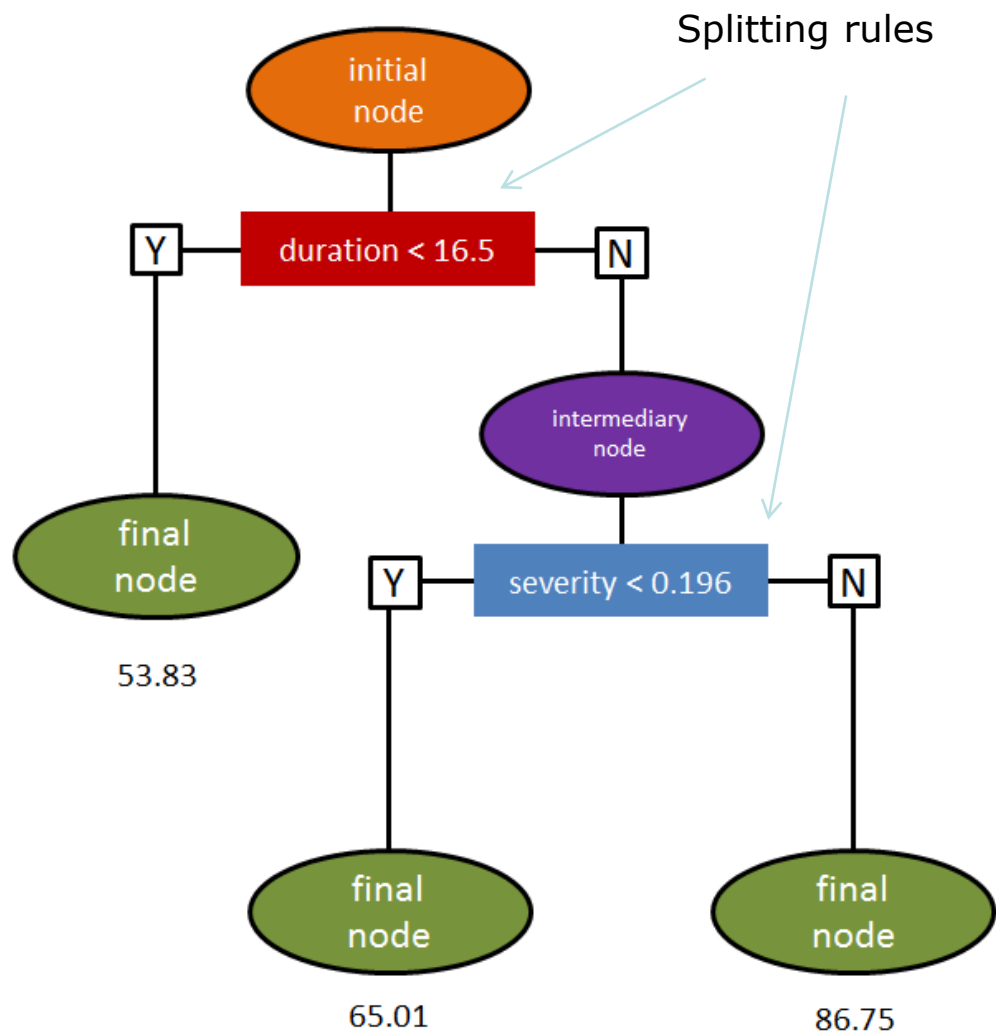 Splitting rules
initial
node
Y
duration < 16.5
N
intermediary
node
final
node
53.83
Y
severity < 0.196
N
final
node
65.01
final
node
86.75